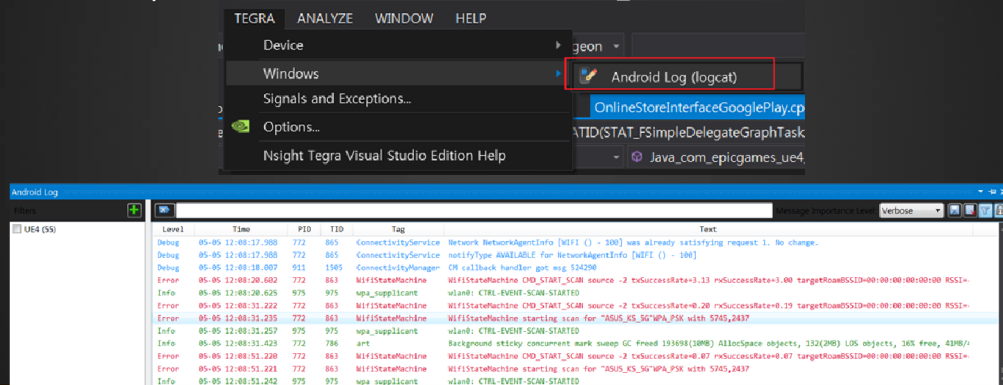 TEGRA ANALYZE WINDOW HELP
Device
geon
Windows
Android Log (logcat)
Signals and Exceptions...
OnlineStoreInterfaceGooglePlay.cp
Options...
ATID(STAT_FSimpleDelegateGraphTask
Nsight Tegra Visual Studio Edition Help
Java_com_epicgames_ue4_
Android Log
Filters
Message Importance Level: Verbose
UE4 (55)
Level Time PID TID Tag Text
Debug 05-05 12:08:17.988 772 865 ConnectivityService Network NetworkAgentInfo [WIFI () - 100] was already satisfying request 1. No change.
Debug 05-05 12:08:17.988 772 865 ConnectivityService notifyType AVAILABLE for NetworkAgentInfo [WIFI () - 100]
Debug 05-05 12:08:18.007 911 1505 ConnectivityManager CM callback handler got msg 524290
Error 05-05 12:08:20.602 772 863 WifiStateMachine WifiStateMachine CMD_START_SCAN source -2 txSuccessRate=3.13 rxSuccessRate=3.00 targetRoamBSSID=00:00:00:00:00:00 RSSI=-
Info 05-05 12:08:20.625 975 975 wpa_supplicant wlan0: CTRL-EVENT-SCAN-STARTED
Error 05-05 12:08:31.222 772 863 WifiStateMachine WifiStateMachine CMD_START_SCAN source -2 txSuccessRate=0.20 rxSuccessRate=0.19 targetRoamBSSID=00:00:00:00:00:00 RSSI=-
Error 05-05 12:08:31.235 772 863 WifiStateMachine WifiStateMachine starting scan for "ASUS_KS_5G"WPA_PSK with 5745,2437
Info 05-05 12:08:31.257 975 975 wpa_supplicant wlan0: CTRL-EVENT-SCAN-STARTED
Info 05-05 12:08:31.423 772 786 art Background sticky concurrent mark sweep GC freed 193698(10MB) AllocSpace objects, 132(2MB) LOS objects, 16% free, 41MB/
Error 05-05 12:08:51.220 772 863 WifiStateMachine WifiStateMachine CMD_START_SCAN source -2 txSuccessRate=0.07 rxSuccessRate=0.07 targetRoamBSSID=00:00:00:00:00:00 RSSI=-
Error 05-05 12:08:51.221 772 863 WifiStateMachine WifiStateMachine starting scan for "ASUS_KS_5G"WPA_PSK with 5745,2437
Info 05-05 12:08:51.242 975 975 wpa_supplicant wlan0: CTRL-EVENT-SCAN-STARTED